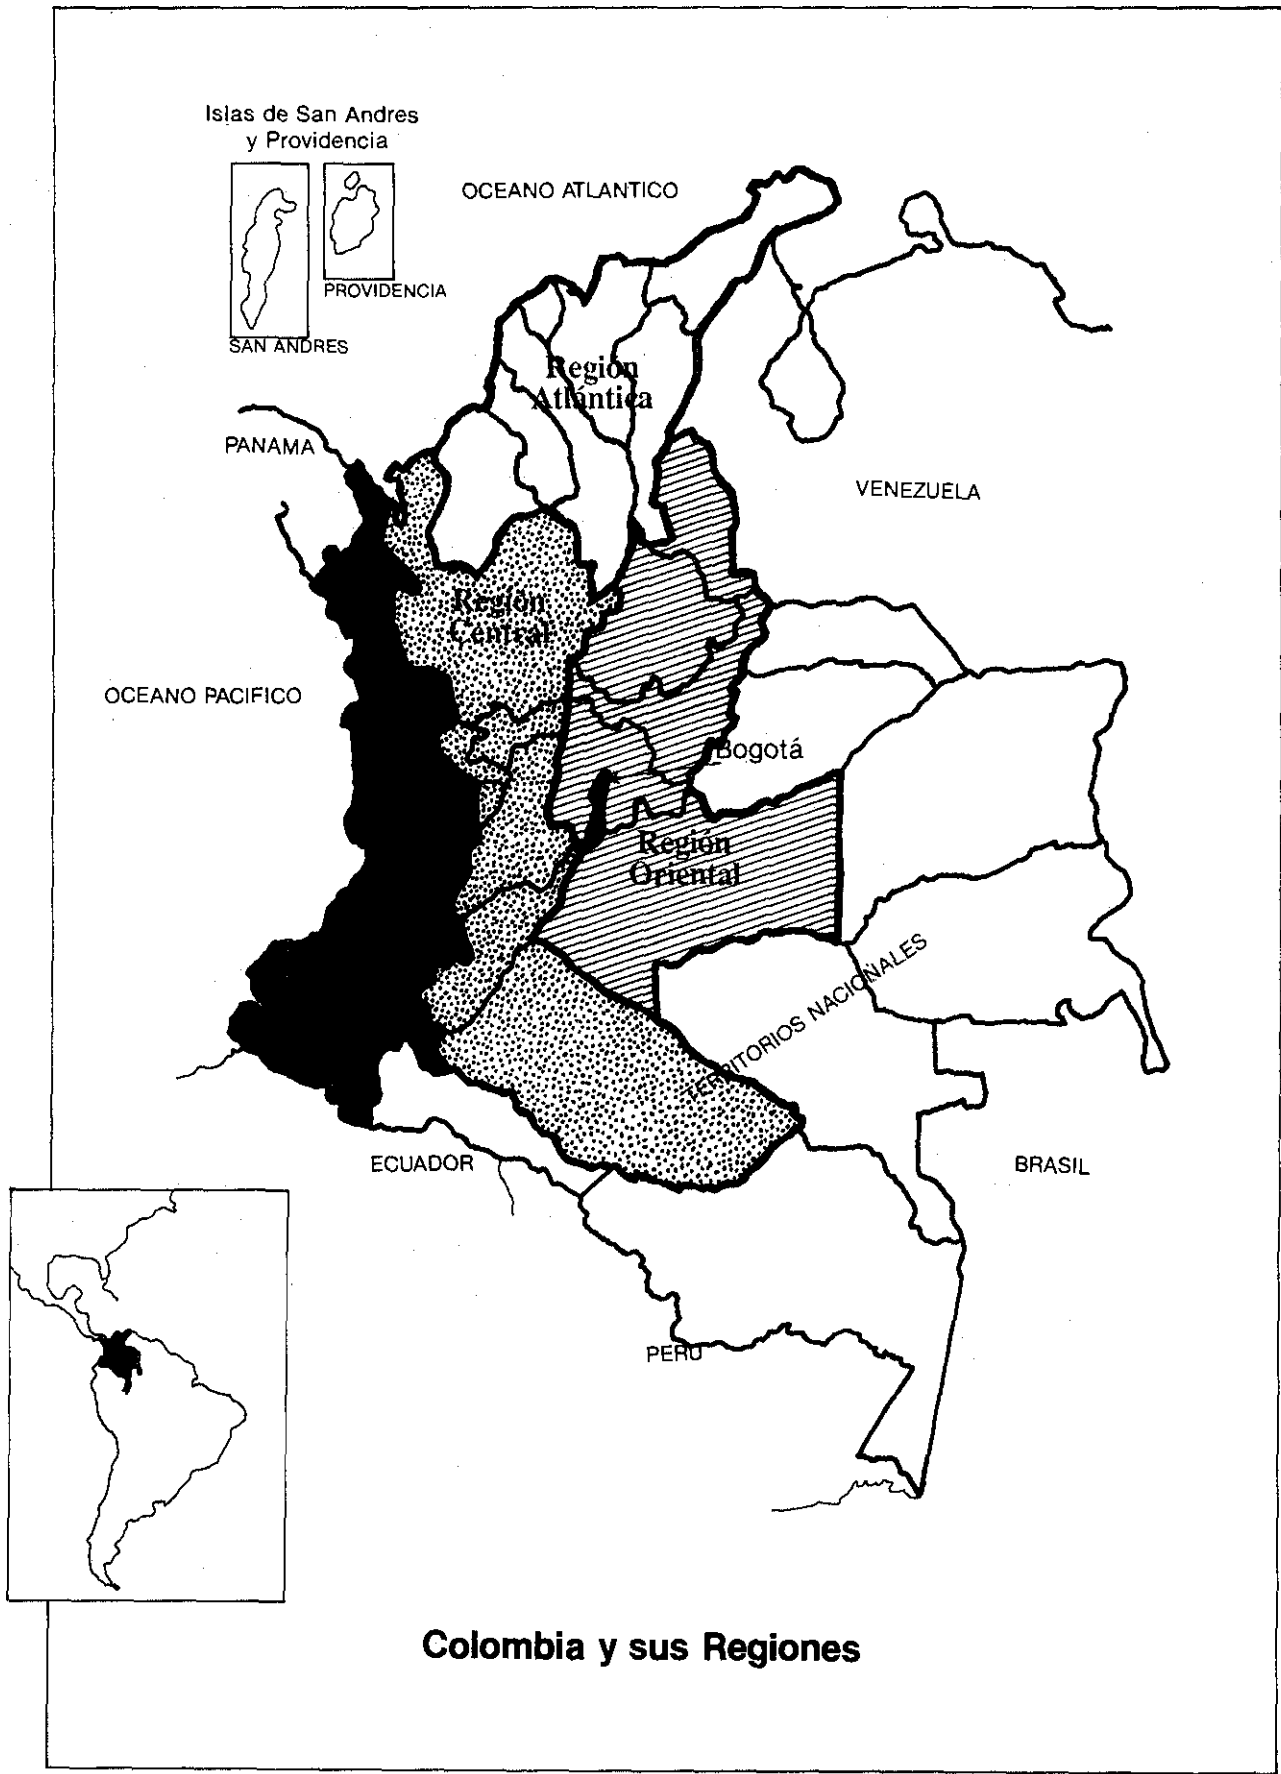 Islas de San Andres
y Providencia
OCEANO ATLANTICO
PROVIDENCIA
SAN ANDRES
Región
Atlántica
PANAMA
VENEZUELA
Región
Central
OCEANO PACIFICO
Bogotá
Región
Oriental
TERRITORIOS NACIONALES
ECUADOR
BRASIL
PERU
Colombia y sus Regiones